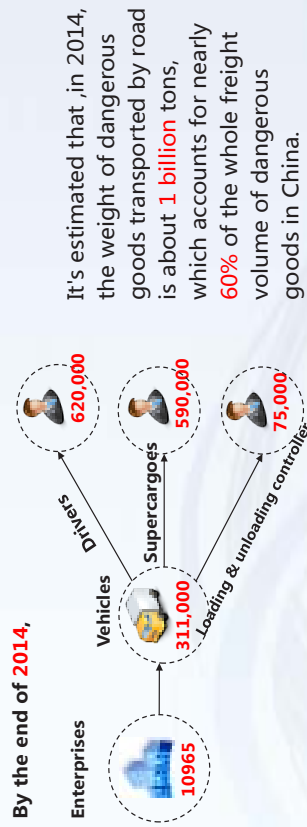 By the end of 2014,
Enterprises
10965
Vehicles
311,000
Drivers
620,000
Supercargoes
590,000
Loading & unloading controller
75,000
It's estimated that ,in 2014,
the weight of dangerous
goods transported by road
is about 1 billion tons,
which accounts for nearly
60% of the whole freight
volume of dangerous
goods in China.